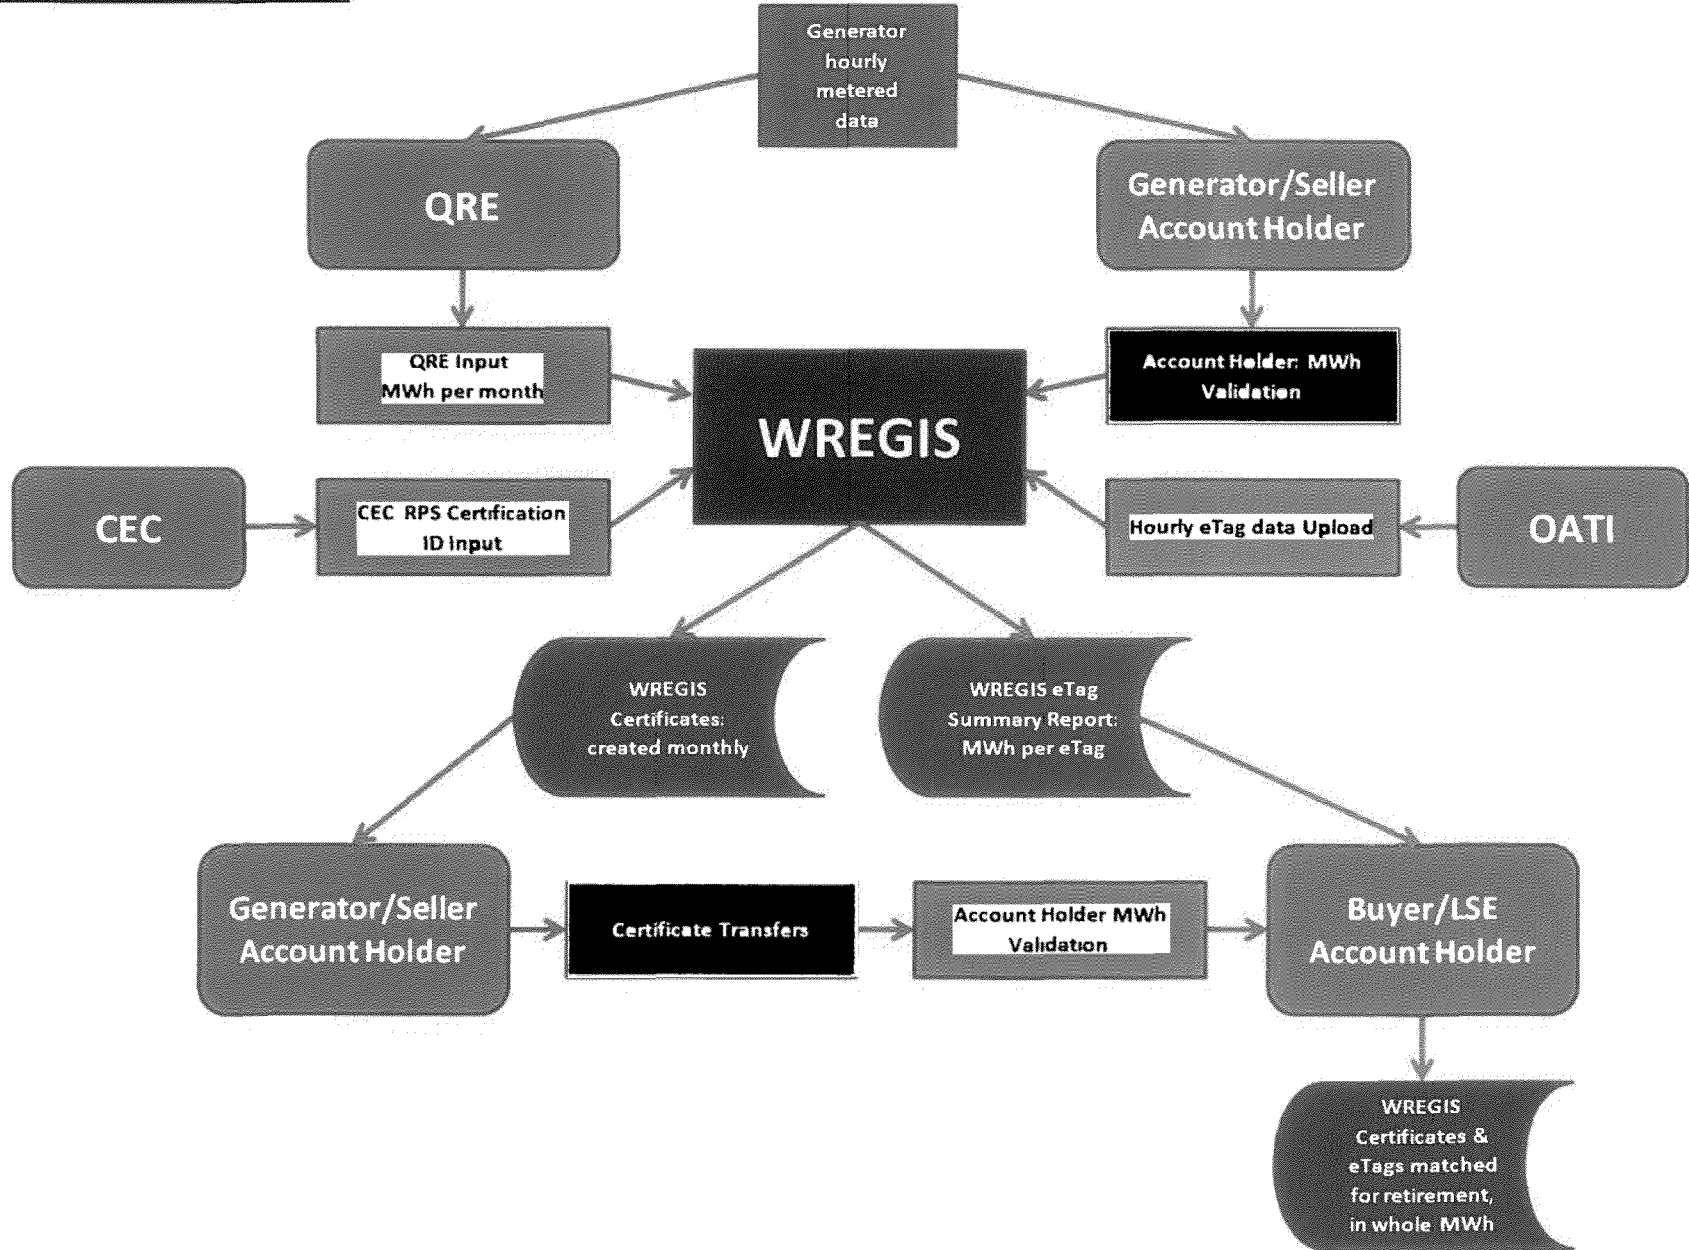 Generator
hourly
metered
data
QRE
Generator/Seller
Account Holder
QRE Input
MWh per month
WREGIS
Account Holder: MWh
Validation
CEC
CEC RPS Certification
ID Input
Hourly eTag data Upload
OATI
WREGIS
Certificates:
created monthly
WREGIS eTag
Summary Report:
MWh per eTag
Generator/Seller
Account Holder
Certificate Transfers
Account Holder MWh
Validation
Buyer/LSE
Account Holder
WREGIS
Certificates &
eTags matched
for retirement,
in whole MWh